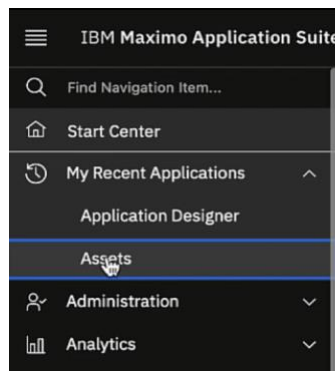 IBM Maximo Application Suite
Find Navigation Item...
Start Center
My Recent Applications
Application Designer
Assets
Administration
Analytics